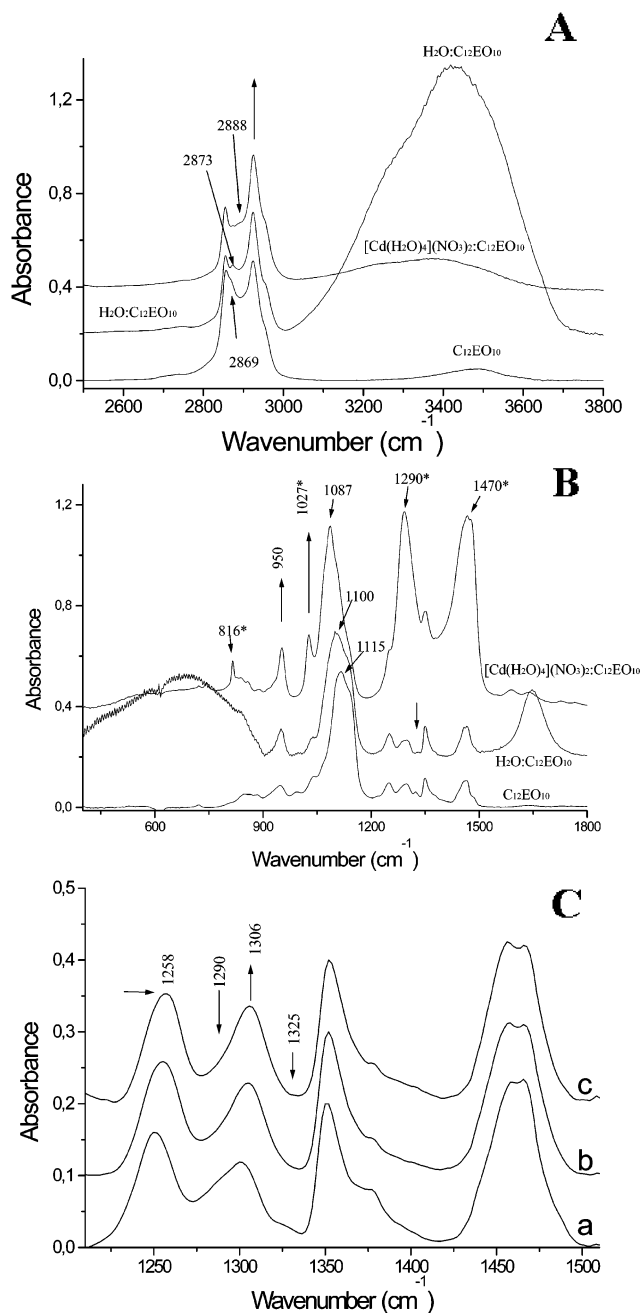 A
H2O:C12EO10
1,2
2888
2873
0,8
[Cd(H2O)4](NO3)2:C12EO10
0,4
H2O:C12EO10
2869
C12EO10
0,0
2600 2800 3000 3200 3400 3600 3800
Absorbance
Wavenumber (cm-1)
B
1,2
1027*
1087
1290*
1470*
950
1100
0,8
816*
1115
[Cd(H2O)4](NO3)2:C12EO10
0,4
H2O:C12EO10
C12EO10
0,0
600 900 1200 1500 1800
Absorbance
Wavenumber (cm-1)
C
0,5
1258
1290
1306
0,4
1325
0,3
c
0,2
b
0,1
a
0,0
1250 1300 1350 1400 1450 1500
Absorbance
Wavenumber (cm-1)